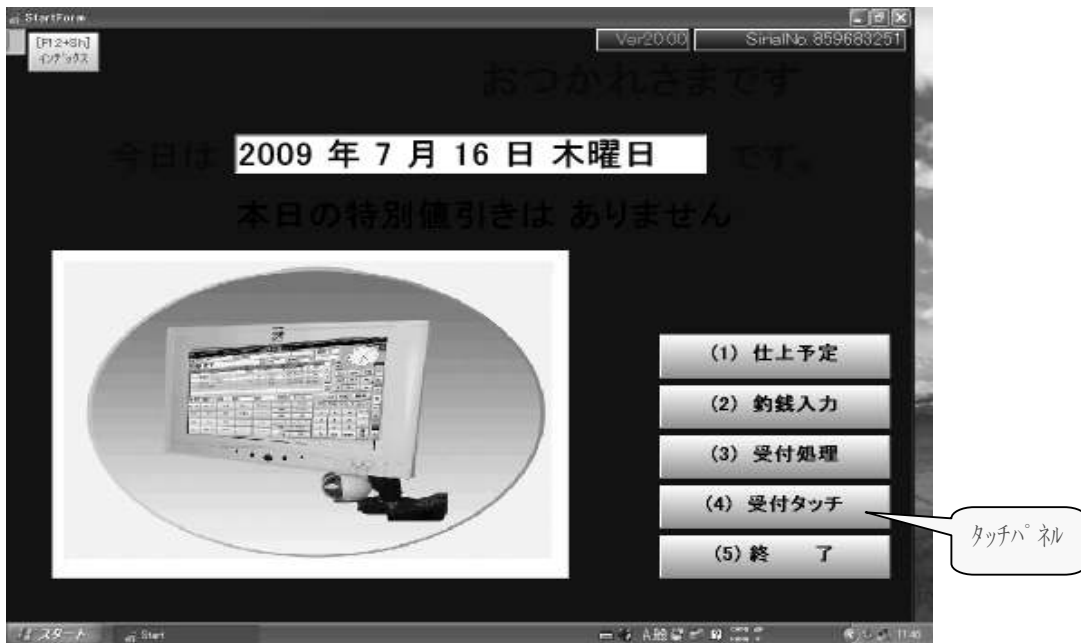 StartForm
[F12+Sh]
ｲﾝﾃﾞｯｸｽ
Ver20.00 SirialNo. 859683251
おつかれさまです
今日は 2009 年 7 月 16 日 木曜日 です。
本日の特別値引きは ありません
(1) 仕上予定
(2) 釣銭入力
(3) 受付処理
(4) 受付タッチ
ﾀｯﾁﾊﾟﾈﾙ
(5) 終　了
スタート Start A般 11:40